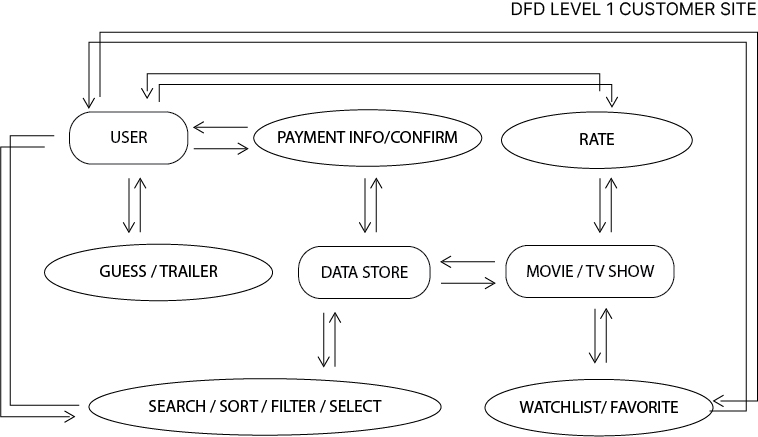 DFD LEVEL 1 CUSTOMER SITE
USER
PAYMENT INFO/CONFIRM
RATE
GUESS / TRAILER
DATA STORE
MOVIE / TV SHOW
SEARCH / SORT / FILTER / SELECT
WATCHLIST/ FAVORITE